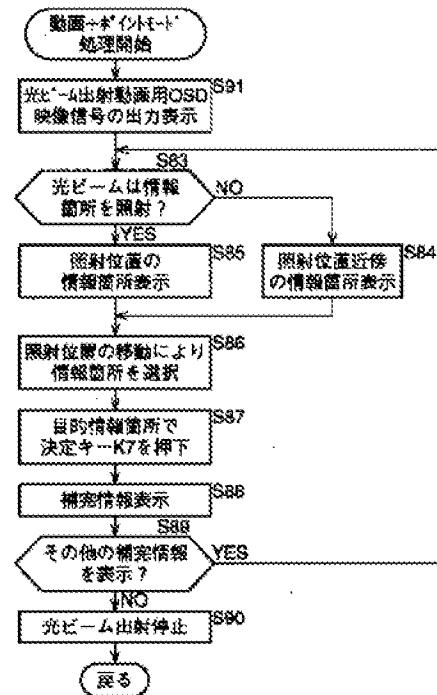 動画+ポイントモード
処理開始
S91
光ビーム出射動画用OSD
映像信号の出力表示
S83
光ビームは情報
箇所を照射?
NO
YES
S85
照射位置の
情報箇所表示
S84
照射位置近傍
の情報箇所表示
S86
照射位置の移動により
情報箇所を選択
S87
目的情報箇所で
決定キーK7を押下
S88
補完情報表示
S89
その他の補完情報
を表示?
YES
NO
S90
光ビーム出射停止
戻る